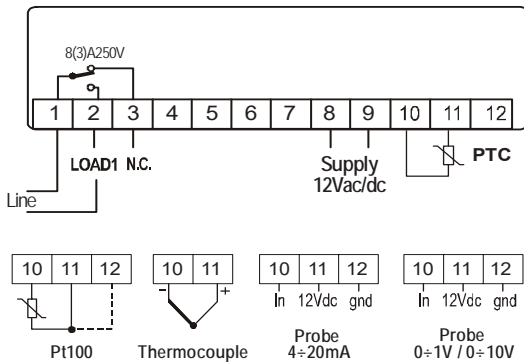 8(3)A250V
1 2 3 4 5 6 7 8 9 10 11 12
LOAD1 N.C. Supply 12Vac/dc PTC
Line
10 11 12 10 11 10 11 12 10 11 12
- + In 12Vdc gnd In 12Vdc gnd
Pt100 Thermocouple Probe 4÷20mA Probe 0÷1V / 0÷10V